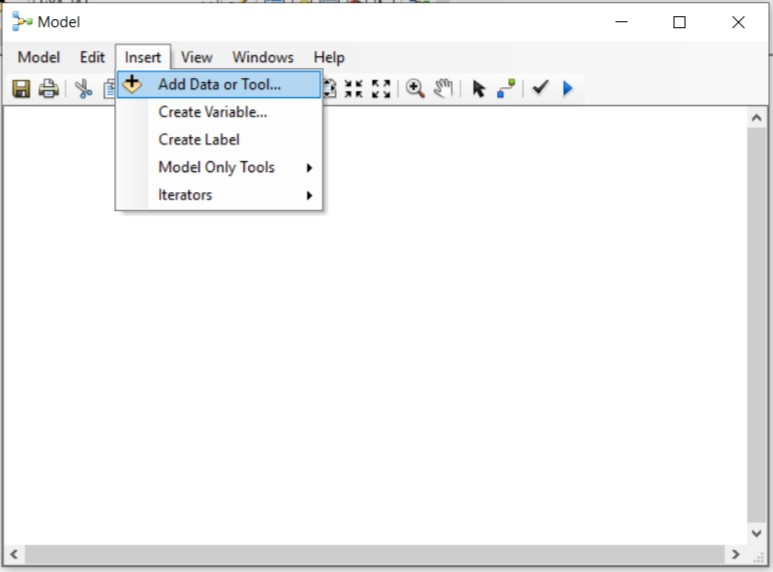 Model
Model Edit Insert View Windows Help
Add Data or Tool...
Create Variable...
Create Label
Model Only Tools
Iterators